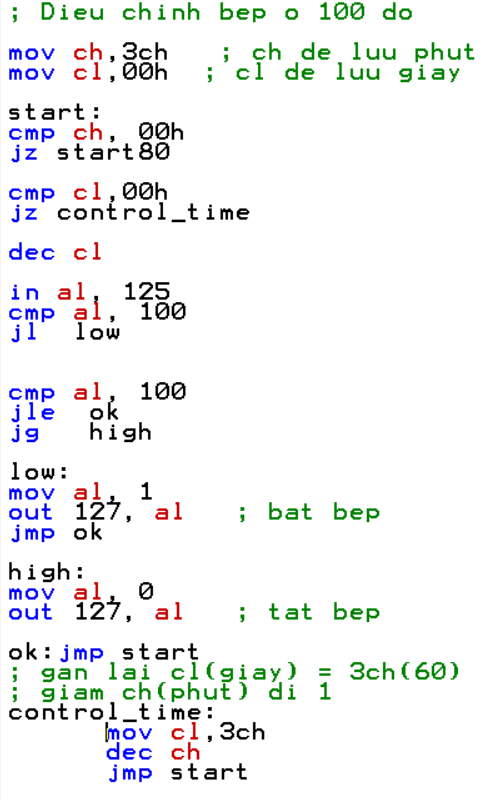 ; Dieu chinh bep o 100 do
mov ch,3ch   ; ch de luu phut
mov cl,00h  ; cl de luu giay
start:
cmp ch, 00h
jz start80
cmp cl,00h
jz control_time
dec cl
in al, 125
cmp al, 100
jl  low
cmp al, 100
jle  ok
jg   high
low:
mov al, 1
out 127, al   ; bat bep
jmp ok
high:
mov al, 0
out 127, al   ; tat bep
ok:jmp start
; gan lai cl(giay) = 3ch(60)
; giam ch(phut) di 1
control_time:
mov cl,3ch
dec ch
jmp start